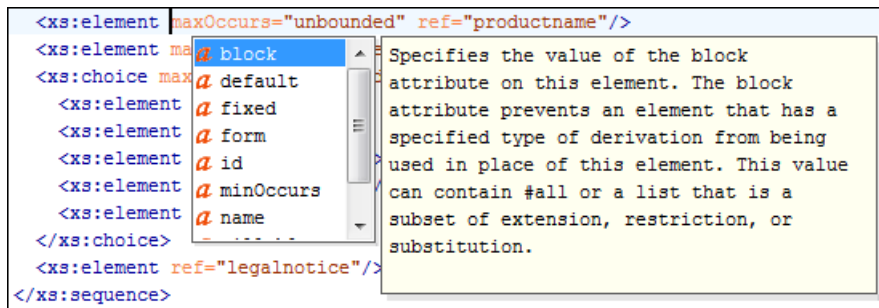 <xs:element maxOccurs="unbounded" ref="productname"/>
<xs:element ma
<xs:choice max
<xs:element
<xs:element
<xs:element
<xs:element
<xs:element
</xs:choice>
<xs:element ref="legalnotice"/>
</xs:sequence>
a block
a default
a fixed
a form
a id
a minOccurs
a name
Specifies the value of the block
attribute on this element. The block
attribute prevents an element that has a
specified type of derivation from being
used in place of this element. This value
can contain #all or a list that is a
subset of extension, restriction, or
substitution.